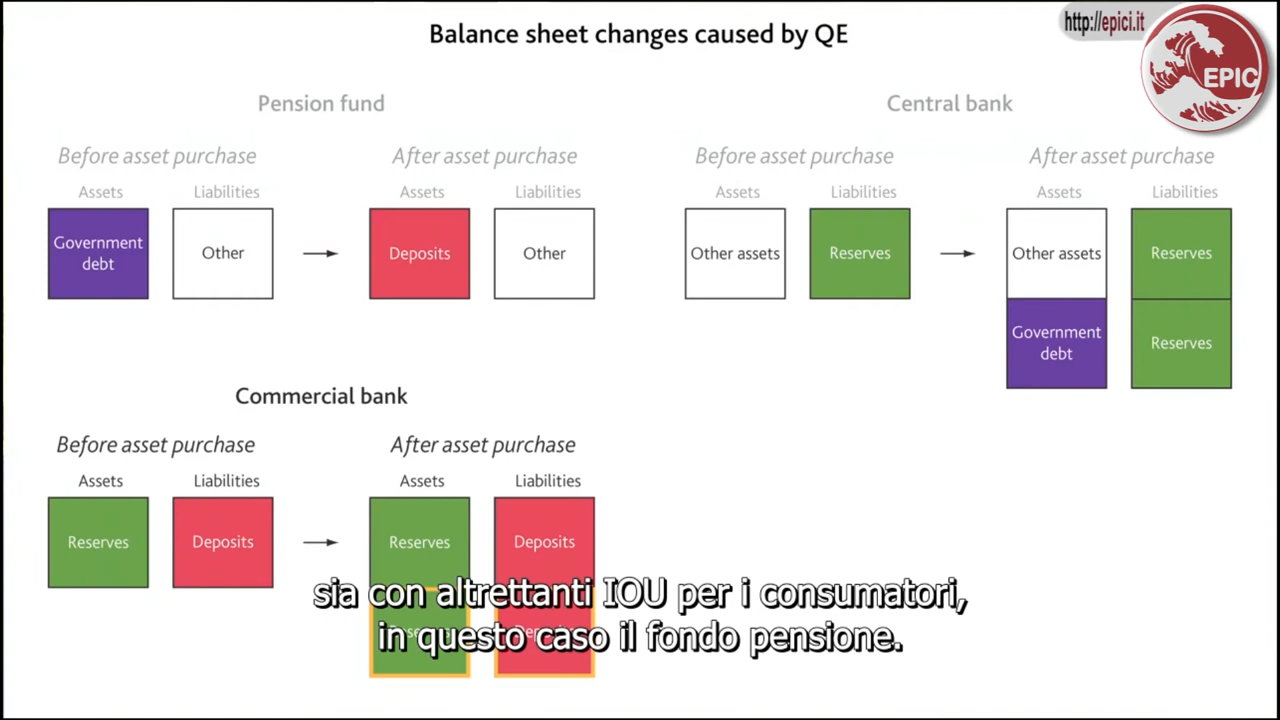 Balance sheet changes caused by QE
http://epici.it
EPIC
Pension fund
Central bank
Before asset purchase
After asset purchase
Before asset purchase
After asset purchase
Assets
Liabilities
Assets
Liabilities
Assets
Liabilities
Assets
Liabilities
Government
debt
Other
Deposits
Other
Other assets
Reserves
Other assets
Reserves
Government
debt
Reserves
Commercial bank
Before asset purchase
After asset purchase
Assets
Liabilities
Assets
Liabilities
Reserves
Deposits
Reserves
Deposits
sia con altrettanti IOU per i consumatori,
in questo caso il fondo pensione.